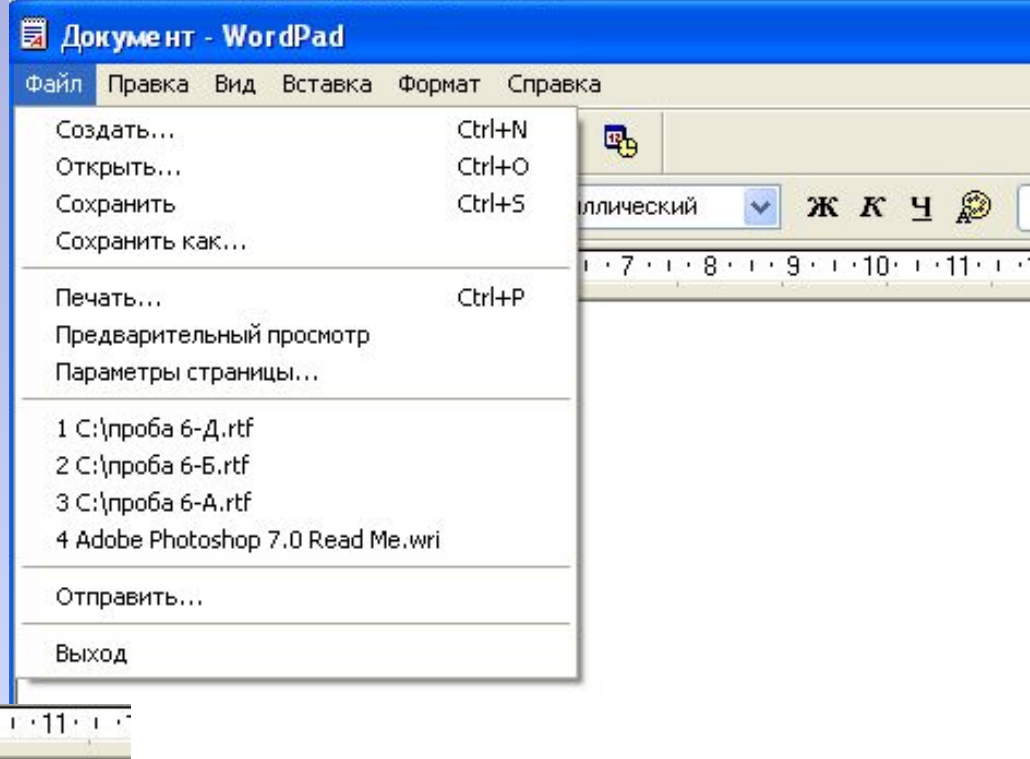 Документ - WordPad
Файл Правка Вид Вставка Формат Справка
Создать... Ctrl+N
Открыть... Ctrl+O
Сохранить Ctrl+S
Сохранить как...
Печать... Ctrl+P
Предварительный просмотр
Параметры страницы...
1 C:\проба 6-Д.rtf
2 C:\проба 6-Б.rtf
3 C:\проба 6-А.rtf
4 Adobe Photoshop 7.0 Read Me.wri
Отправить...
Выход
12
иллический Ж К Ч
7 8 9 10 11
11